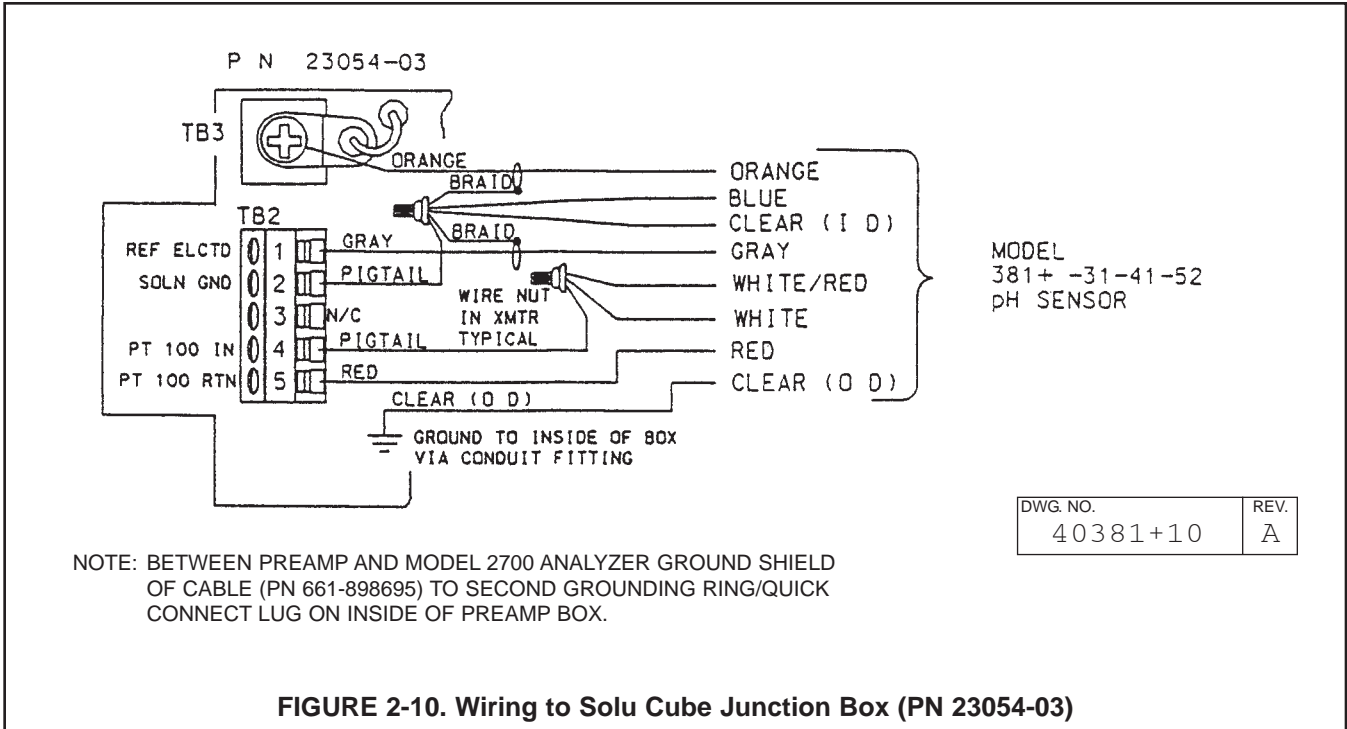 P N 23054-03
TB3
ORANGE
BRAID
TB2
BRAID
REF ELCTD 1 GRAY
SOLN GND 2 PIGTAIL
3 N/C
PT 100 IN 4 PIGTAIL
PT 100 RTN 5 RED
WIRE NUT
IN XMTR
TYPICAL
CLEAR (O D)
GROUND TO INSIDE OF BOX
VIA CONDUIT FITTING
ORANGE
BLUE
CLEAR (I D)
GRAY
WHITE/RED
WHITE
RED
CLEAR (O D)
MODEL
381+ -31-41-52
pH SENSOR
DWG. NO. REV.
40381+10 A
NOTE: BETWEEN PREAMP AND MODEL 2700 ANALYZER GROUND SHIELD
OF CABLE (PN 661-898695) TO SECOND GROUNDING RING/QUICK
CONNECT LUG ON INSIDE OF PREAMP BOX.
FIGURE 2-10. Wiring to Solu Cube Junction Box (PN 23054-03)